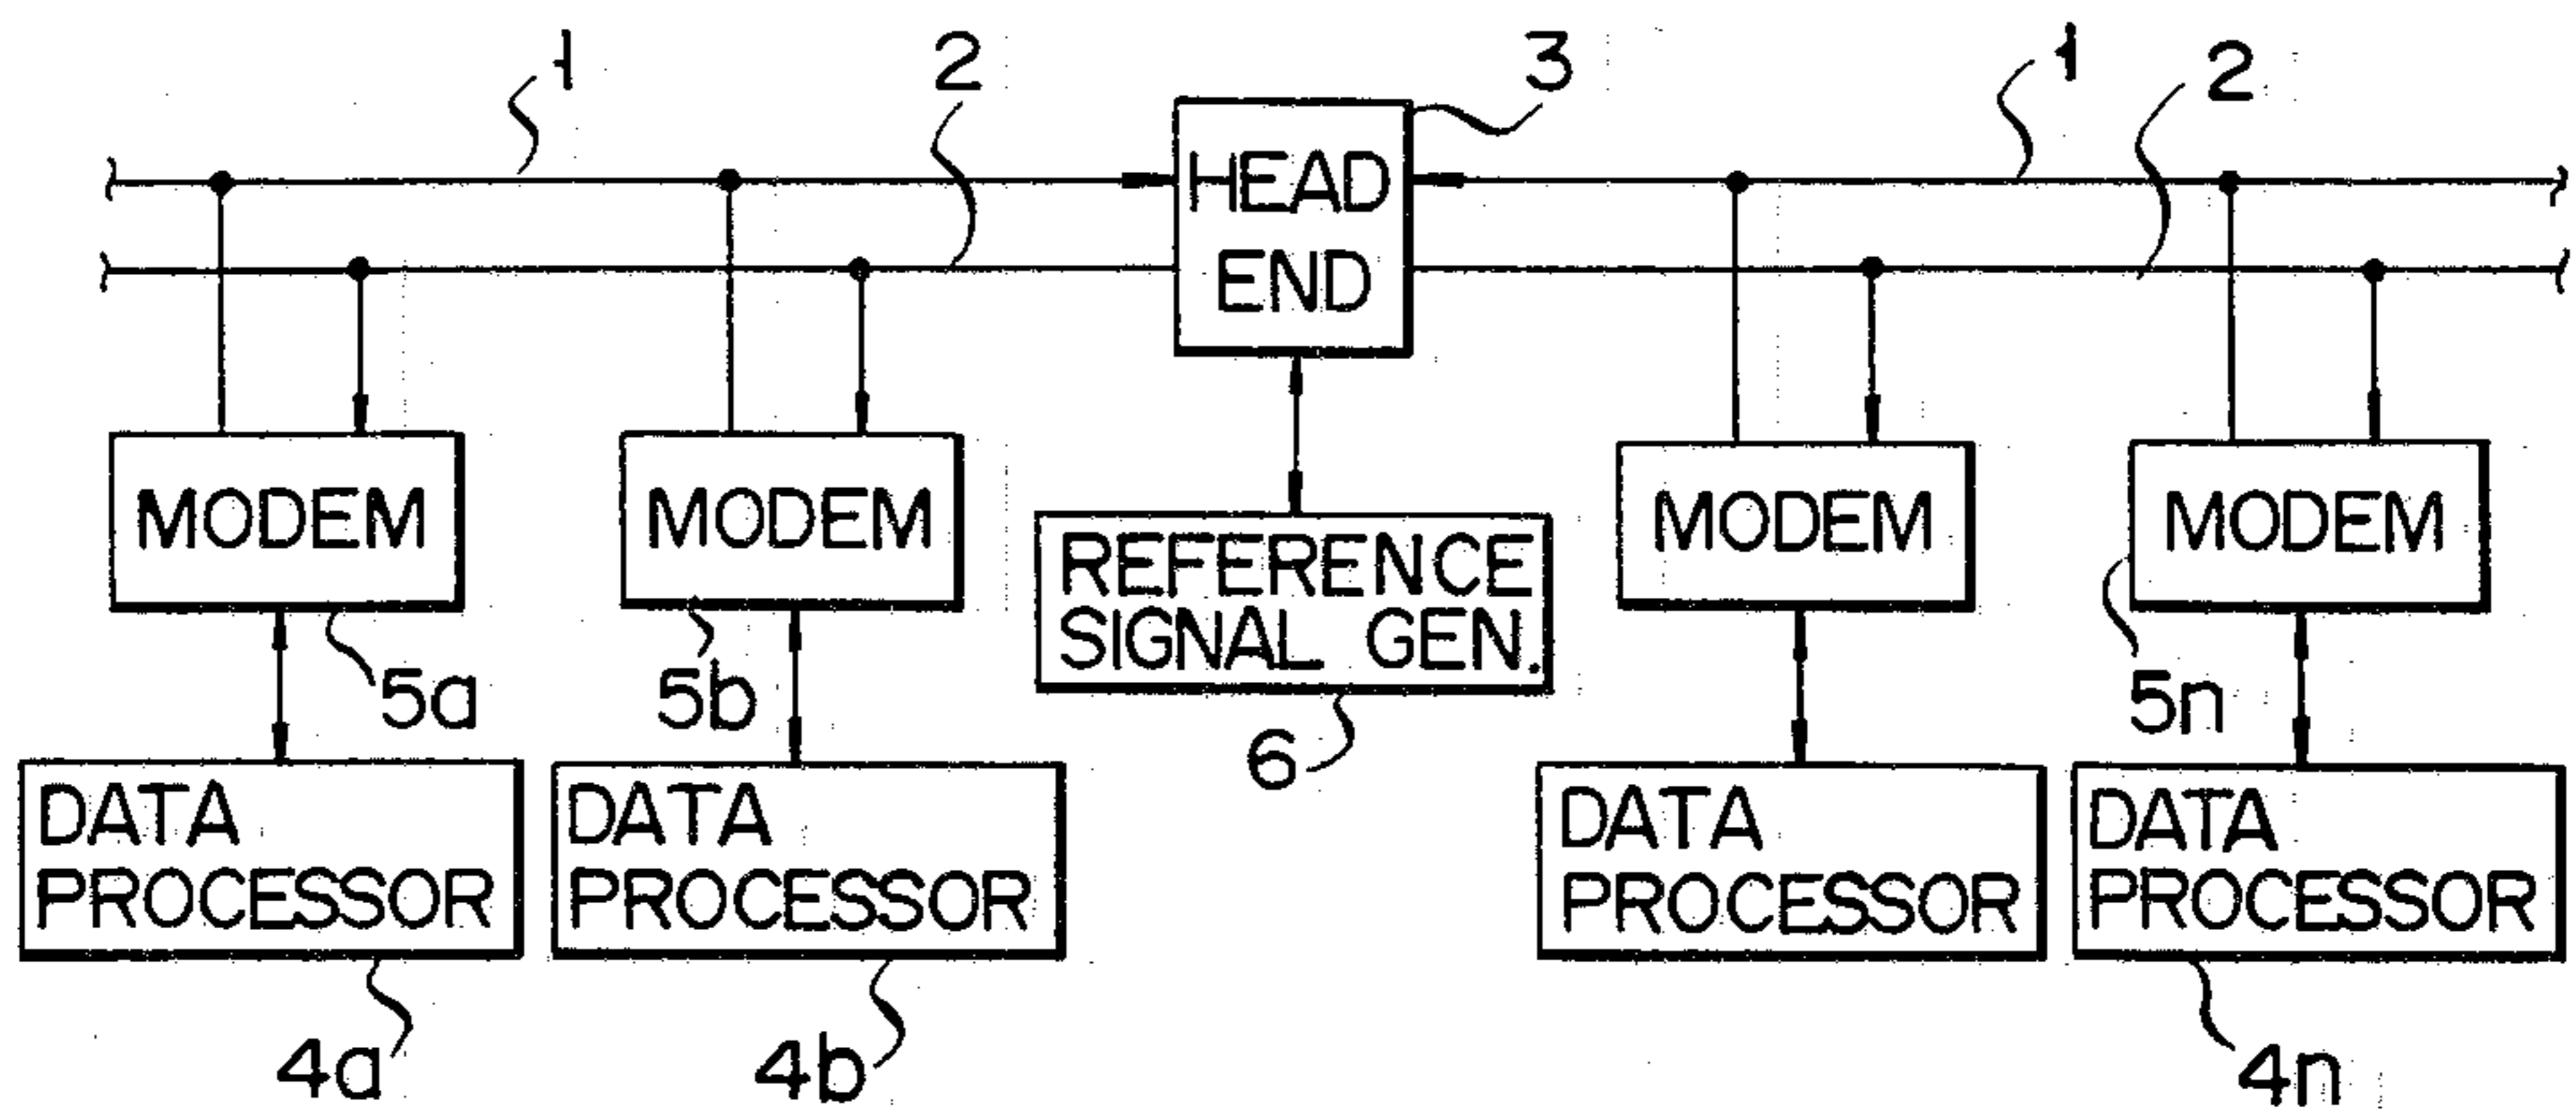 1
2
3
1
2
HEAD
END
MODEM
MODEM
REFERENCE
SIGNAL GEN.
MODEM
MODEM
5a
5b
6
5n
DATA
PROCESSOR
DATA
PROCESSOR
DATA
PROCESSOR
DATA
PROCESSOR
4a
4b
4n